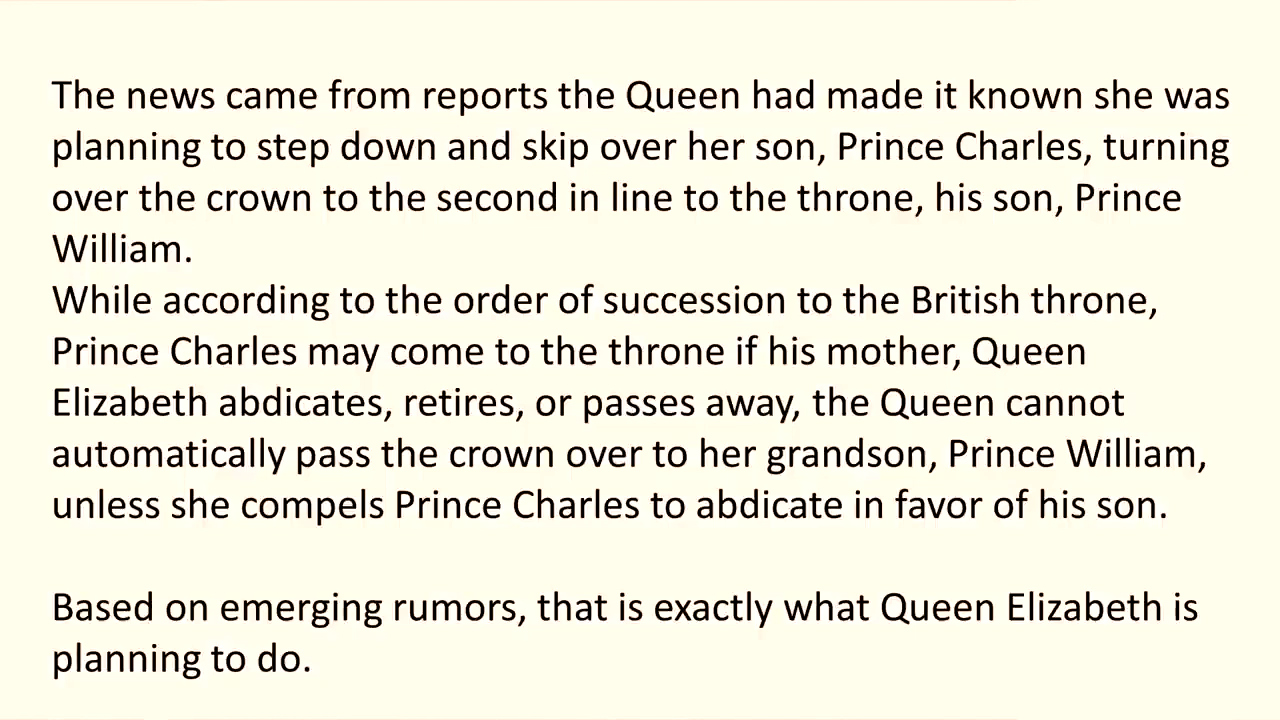 The news came from reports the Queen had made it known she was
planning to step down and skip over her son, Prince Charles, turning
over the crown to the second in line to the throne, his son, Prince
William.
While according to the order of succession to the British throne,
Prince Charles may come to the throne if his mother, Queen
Elizabeth abdicates, retires, or passes away, the Queen cannot
automatically pass the crown over to her grandson, Prince William,
unless she compels Prince Charles to abdicate in favor of his son.
Based on emerging rumors, that is exactly what Queen Elizabeth is
planning to do.